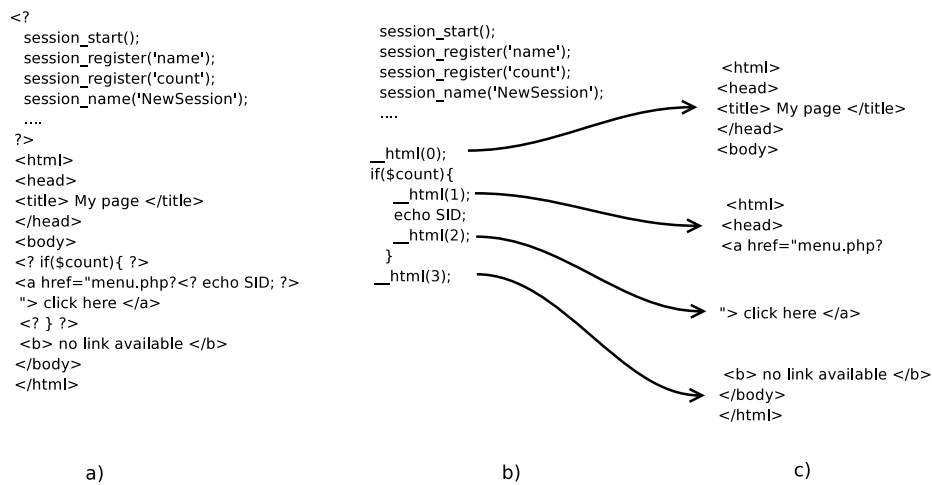 <?
session_start();
session_register('name');
session_register('count');
session_name('NewSession');
....
?>
<html>
<head>
<title> My page </title>
</head>
<body>
<? if($count){ ?>
<a href="menu.php?<? echo SID; ?>
"> click here </a>
<? } ?>
<b> no link available </b>
</body>
</html>
a)
session_start();
session_register('name');
session_register('count');
session_name('NewSession');
....
__html(0);
if($count){
__html(1);
echo SID;
__html(2);
}
__html(3);
b)
<html>
<head>
<title> My page </title>
</head>
<body>
<html>
<head>
<a href="menu.php?
"> click here </a>
<b> no link available </b>
</body>
</html>
c)